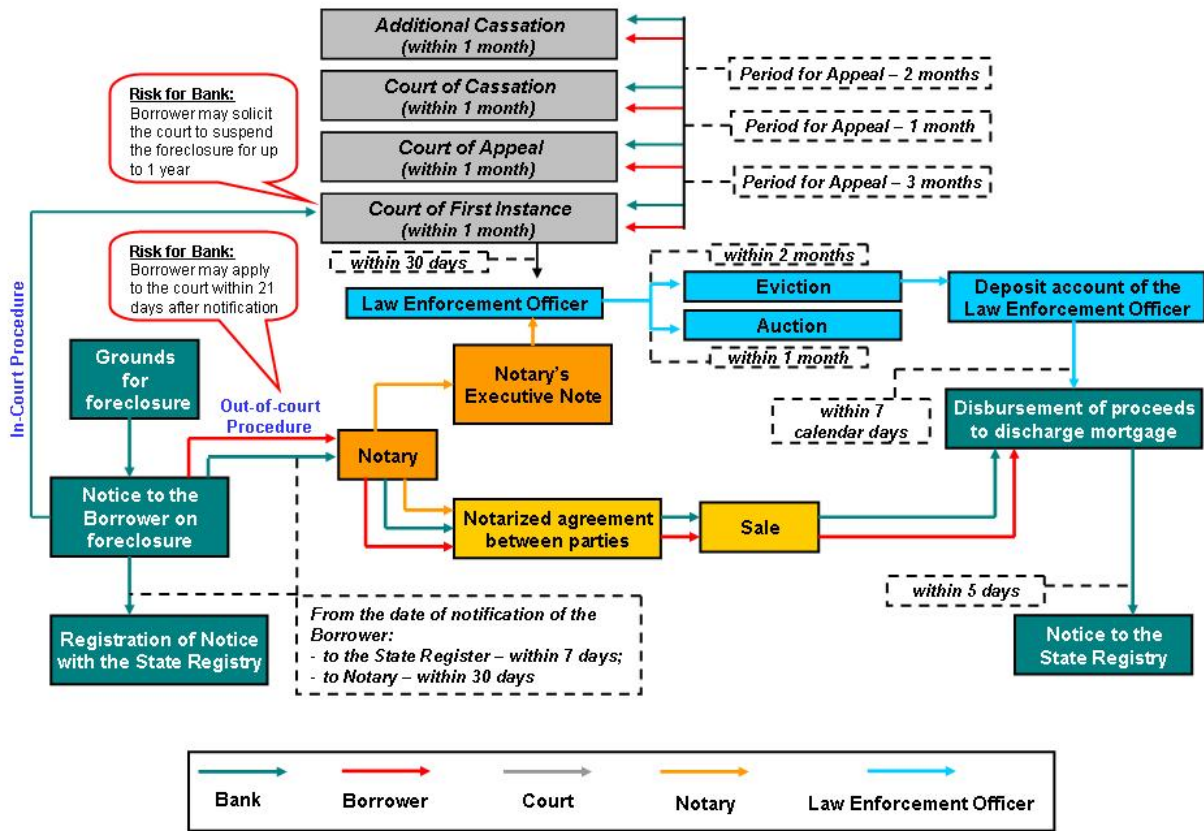 Additional Cassation
(within 1 month)
Period for Appeal – 2 months
Court of Cassation
(within 1 month)
Risk for Bank:
Borrower may solicit
the court to suspend
the foreclosure for up
to 1 year
Period for Appeal – 1 month
Court of Appeal
(within 1 month)
Period for Appeal – 3 months
Court of First Instance
(within 1 month)
In-Court Procedure
Risk for Bank:
Borrower may apply
to the court within 21
days after notification
within 30 days
within 2 months
Law Enforcement Officer
Eviction
Deposit account of the
Law Enforcement Officer
Auction
within 1 month
Grounds
for
foreclosure
Notary's
Executive Note
Out-of-court
Procedure
within 7
calendar days
Disbursement of proceeds
to discharge mortgage
Notary
Notice to the
Borrower on
foreclosure
Notarized agreement
between parties
Sale
within 5 days
From the date of notification of the
Borrower:
- to the State Register – within 7 days;
- to Notary – within 30 days
Registration of Notice
with the State Registry
Notice to the
State Registry
Bank
Borrower
Court
Notary
Law Enforcement Officer